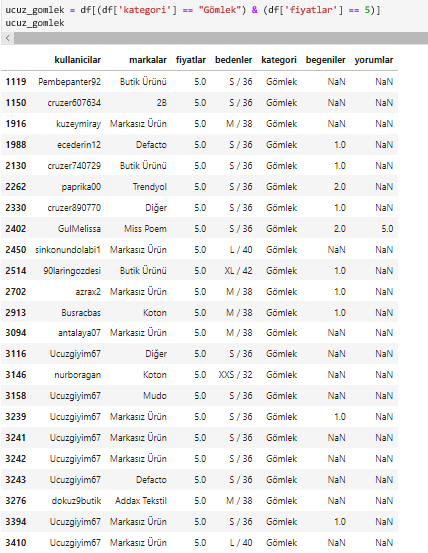 ucuz_gomlek = df[(df['kategori'] == "Gömlek") & (df['fiyatlar'] == 5)]
ucuz_gomlek
kullanicilar markalar fiyatlar bedenler kategori begeniler yorumlar
1119 Pembepanter92 Butik Ürünü 5.0 S / 36 Gömlek NaN NaN
1150 cruzer607634 2B 5.0 S / 36 Gömlek NaN NaN
1916 kuzeymiray Markasız Ürün 5.0 M / 38 Gömlek NaN NaN
1988 ecederin12 Defacto 5.0 S / 36 Gömlek 1.0 NaN
2130 cruzer740729 Butik Ürünü 5.0 S / 36 Gömlek 1.0 NaN
2262 paprika00 Trendyol 5.0 S / 36 Gömlek 2.0 NaN
2330 cruzer890770 Diğer 5.0 S / 36 Gömlek 1.0 NaN
2402 GulMelissa Miss Poem 5.0 S / 36 Gömlek 2.0 5.0
2450 sinkonundolabi1 Markasız Ürün 5.0 L / 40 Gömlek NaN NaN
2514 90laringozdesi Butik Ürünü 5.0 XL / 42 Gömlek 1.0 NaN
2702 azrax2 Markasız Ürün 5.0 M / 38 Gömlek 1.0 NaN
2913 Busracbas Koton 5.0 M / 38 Gömlek 1.0 NaN
3094 antalaya07 Markasız Ürün 5.0 M / 38 Gömlek NaN NaN
3116 Ucuzgiyim67 Diğer 5.0 S / 36 Gömlek NaN NaN
3146 nurboragan Koton 5.0 XXS / 32 Gömlek NaN NaN
3158 Ucuzgiyim67 Mudo 5.0 S / 36 Gömlek NaN NaN
3239 Ucuzgiyim67 Markasız Ürün 5.0 S / 36 Gömlek 1.0 NaN
3241 Ucuzgiyim67 Markasız Ürün 5.0 S / 36 Gömlek NaN NaN
3242 Ucuzgiyim67 Markasız Ürün 5.0 S / 36 Gömlek NaN NaN
3243 Ucuzgiyim67 Defacto 5.0 S / 36 Gömlek NaN NaN
3276 dokuz9butik Addax Tekstil 5.0 M / 38 Gömlek NaN NaN
3394 Ucuzgiyim67 Markasız Ürün 5.0 S / 36 Gömlek 1.0 NaN
3410 Ucuzgiyim67 Markasız Ürün 5.0 L / 40 Gömlek NaN NaN